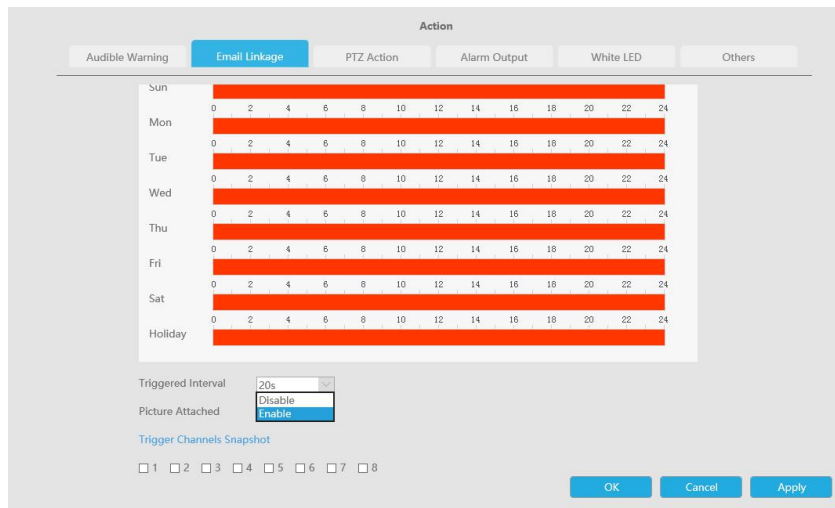 Action
Audible Warning Email Linkage PTZ Action Alarm Output White LED Others
Sun
0 2 4 6 8 10 12 14 16 18 20 22 24
Mon
0 2 4 6 8 10 12 14 16 18 20 22 24
Tue
0 2 4 6 8 10 12 14 16 18 20 22 24
Wed
0 2 4 6 8 10 12 14 16 18 20 22 24
Thu
0 2 4 6 8 10 12 14 16 18 20 22 24
Fri
0 2 4 6 8 10 12 14 16 18 20 22 24
Sat
0 2 4 6 8 10 12 14 16 18 20 22 24
Holiday
Triggered Interval 20s
Disable
Picture Attached Enable
Trigger Channels Snapshot
1 2 3 4 5 6 7 8
OK Cancel Apply